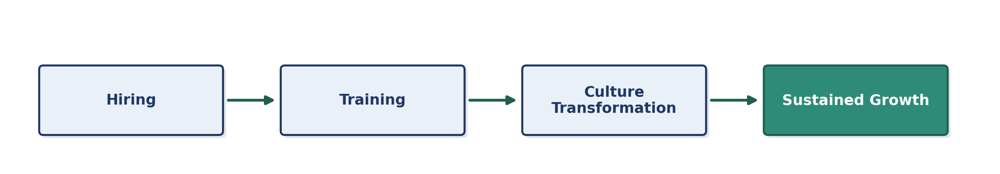 Hiring
Training
Culture
Transformation
Sustained Growth